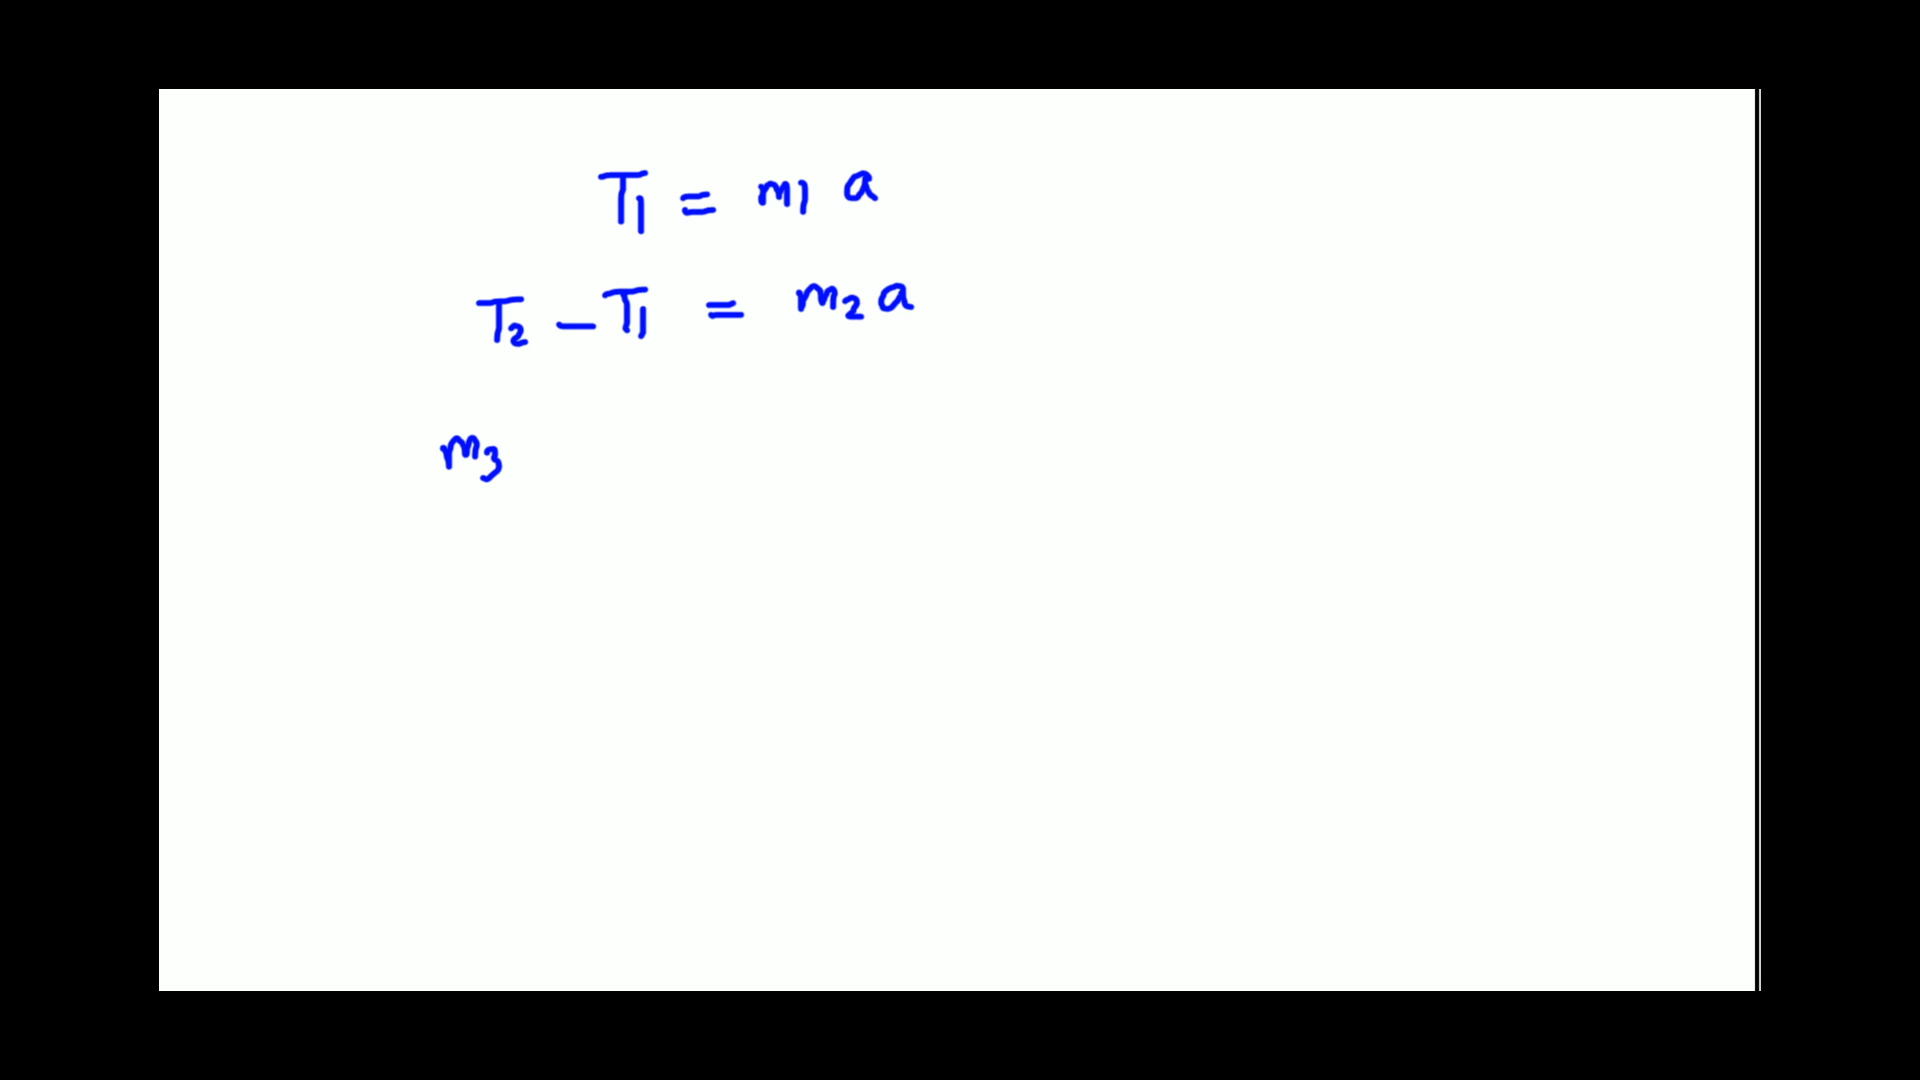 T₁ = m₁ a
T₂ – T₁ = m₂ a
m₃